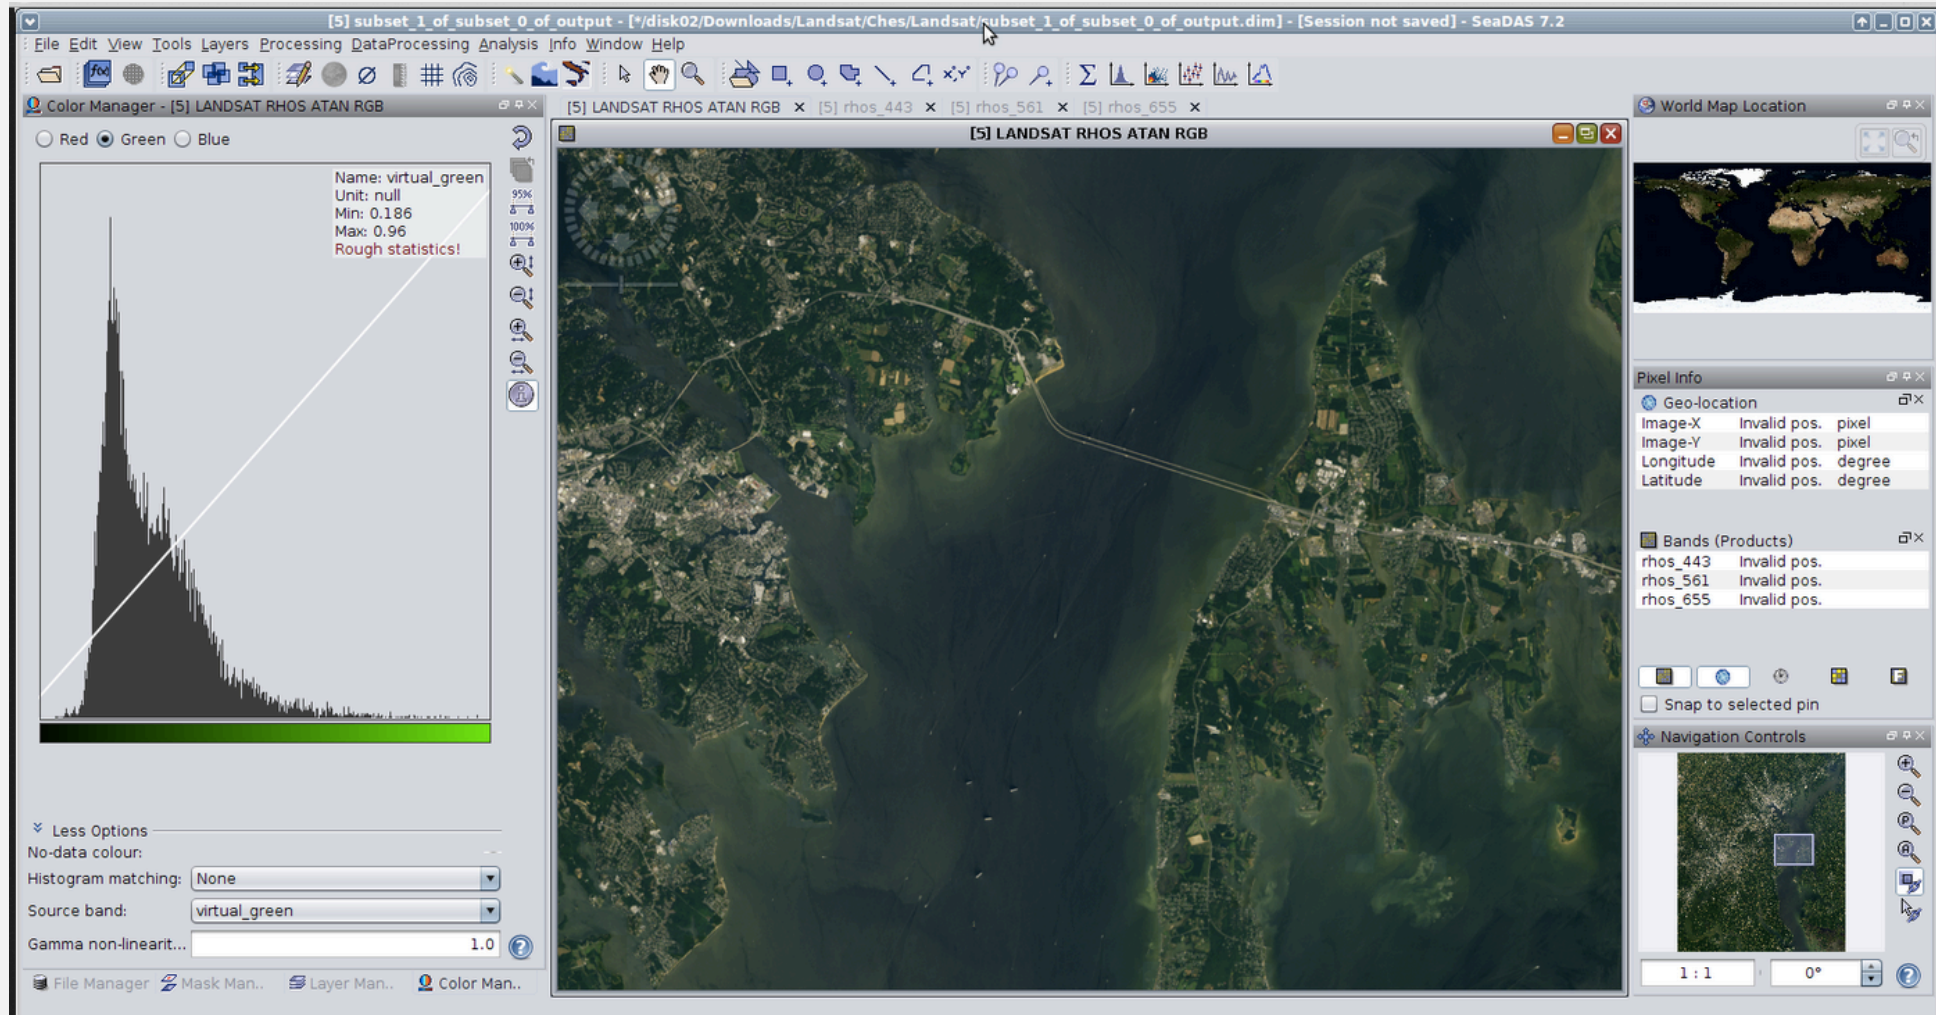 [5] subset_1_of_subset_0_of_output - [*/disk02/Downloads/Landsat/Ches/Landsat/subset_1_of_subset_0_of_output.dim] - [Session not saved] - SeaDAS 7.2
File Edit View Tools Layers Processing DataProcessing Analysis Info Window Help
Color Manager - [5] LANDSAT RHOS ATAN RGB
Red Green Blue
Name: virtual_green
Unit: null
Min: 0.186
Max: 0.96
Rough statistics!
95%
100%
Less Options
No-data colour:
Histogram matching: None
Source band: virtual_green
Gamma non-linearit... 1.0
File Manager Mask Man.. Layer Man.. Color Man..
[5] LANDSAT RHOS ATAN RGB [5] rhos_443 [5] rhos_561 [5] rhos_655
[5] LANDSAT RHOS ATAN RGB
World Map Location
Pixel Info
Geo-location
Image-X Invalid pos. pixel
Image-Y Invalid pos. pixel
Longitude Invalid pos. degree
Latitude Invalid pos. degree
Bands (Products)
rhos_443 Invalid pos.
rhos_561 Invalid pos.
rhos_655 Invalid pos.
Snap to selected pin
Navigation Controls
1 : 1 0°